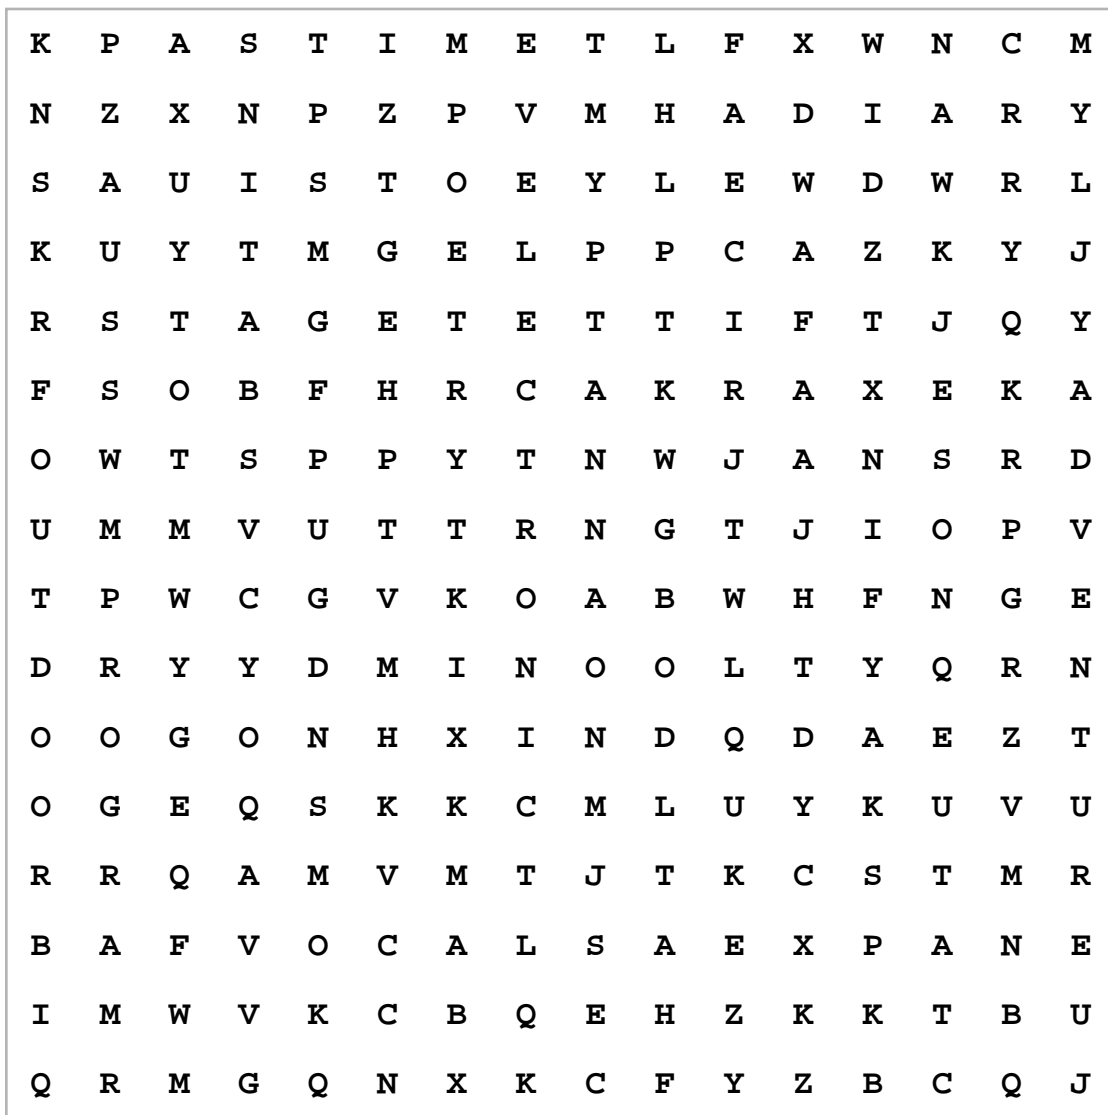 K P A S T I M E T L F X W N C M
N Z X N P Z P V M H A D I A R Y
S A U I S T O E Y L E W D W R L
K U Y T M G E L P P C A Z K Y J
R S T A G E T E T T I F T J Q Y
F S O B F H R C A K R A X E K A
O W T S P P Y T N W J A N S R D
U M M V U T T R N G T J I O P V
T P W C G V K O A B W H F N G E
D R Y Y D M I N O O L T Y Q R N
O O G O N H X I N D Q D A E Z T
O G E Q S K K C M L U Y K U V U
R R Q A M V M T J T K C S T M R
B A F V O C A L S A E X P A N E
I M W V K C B Q E H Z K K T B U
Q R M G Q N X K C F Y Z B C Q J